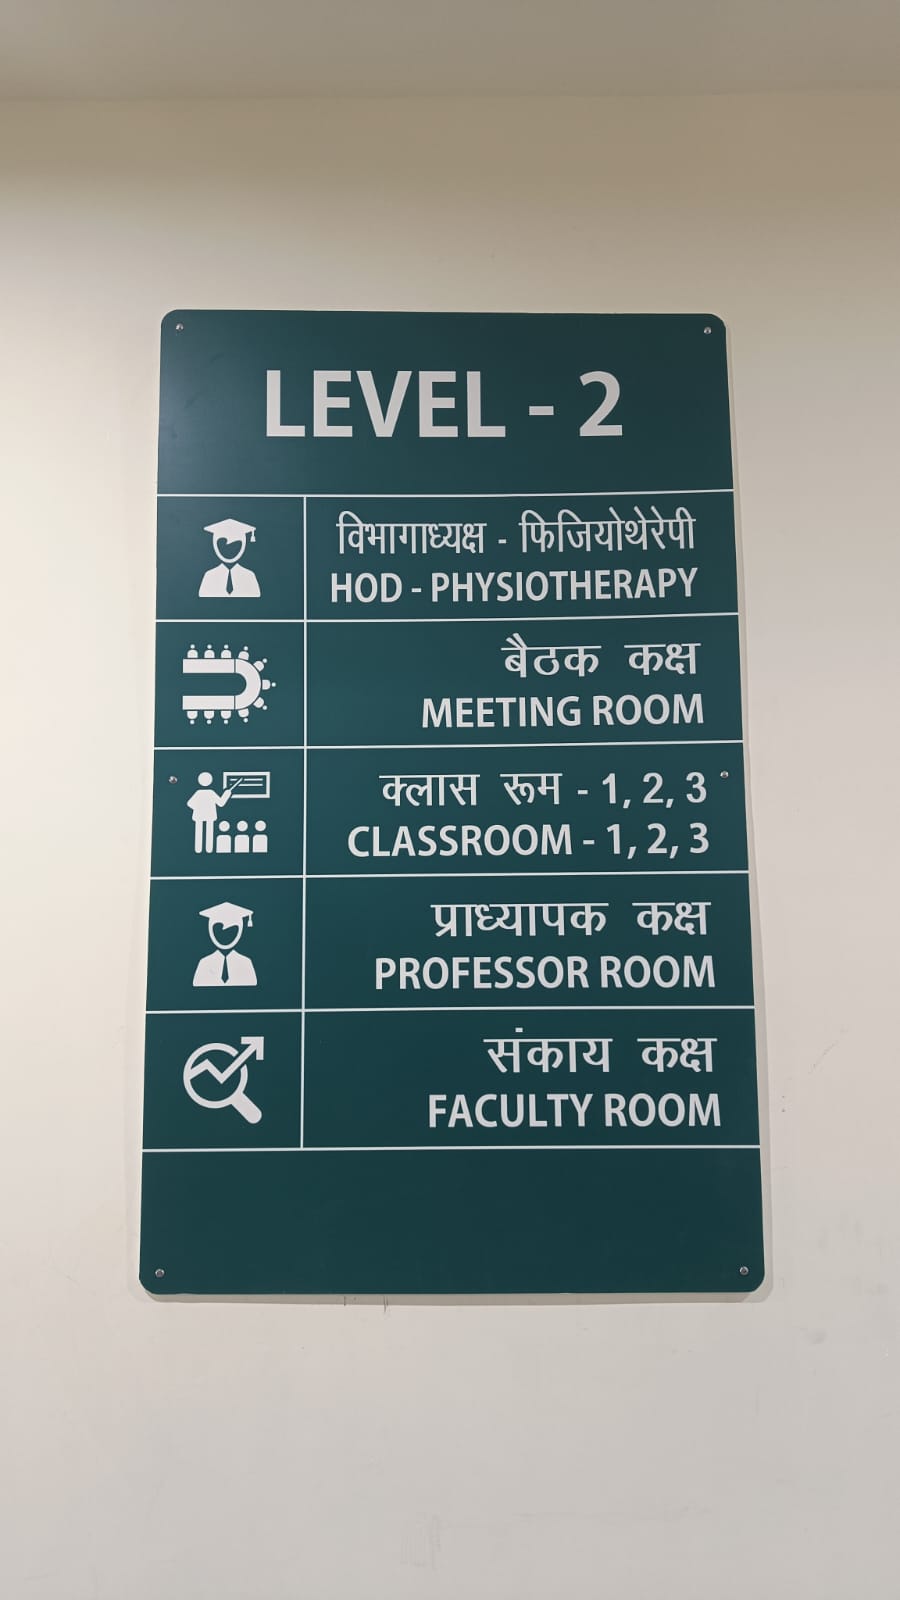 LEVEL - 2
विभागाध्यक्ष - फिजियोथेरेपी
HOD - PHYSIOTHERAPY
बैठक कक्ष
MEETING ROOM
क्लास रूम - 1, 2, 3
CLASSROOM - 1, 2, 3
प्राध्यापक कक्ष
PROFESSOR ROOM
संकाय कक्ष
FACULTY ROOM